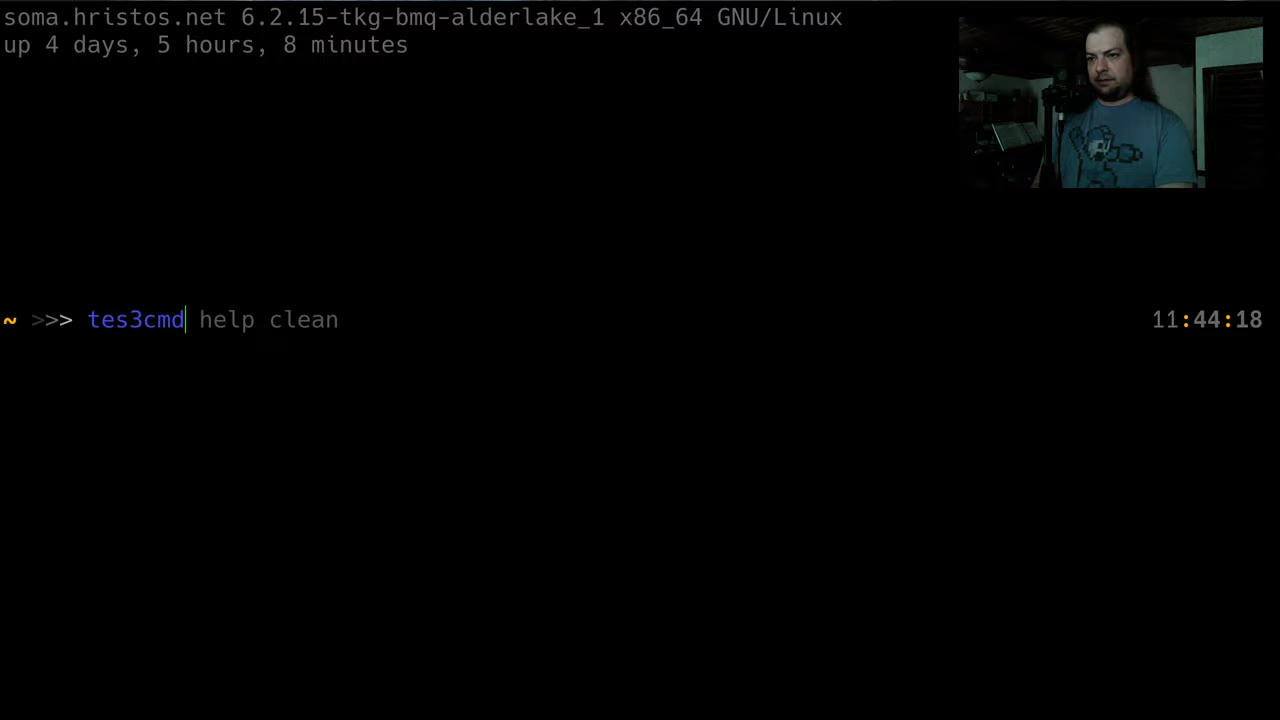 soma.hristos.net 6.2.15-tkg-bmq-alderlake_1 x86_64 GNU/Linux
up 4 days, 5 hours, 8 minutes
~ >>> tes3cmd help clean 11:44:18